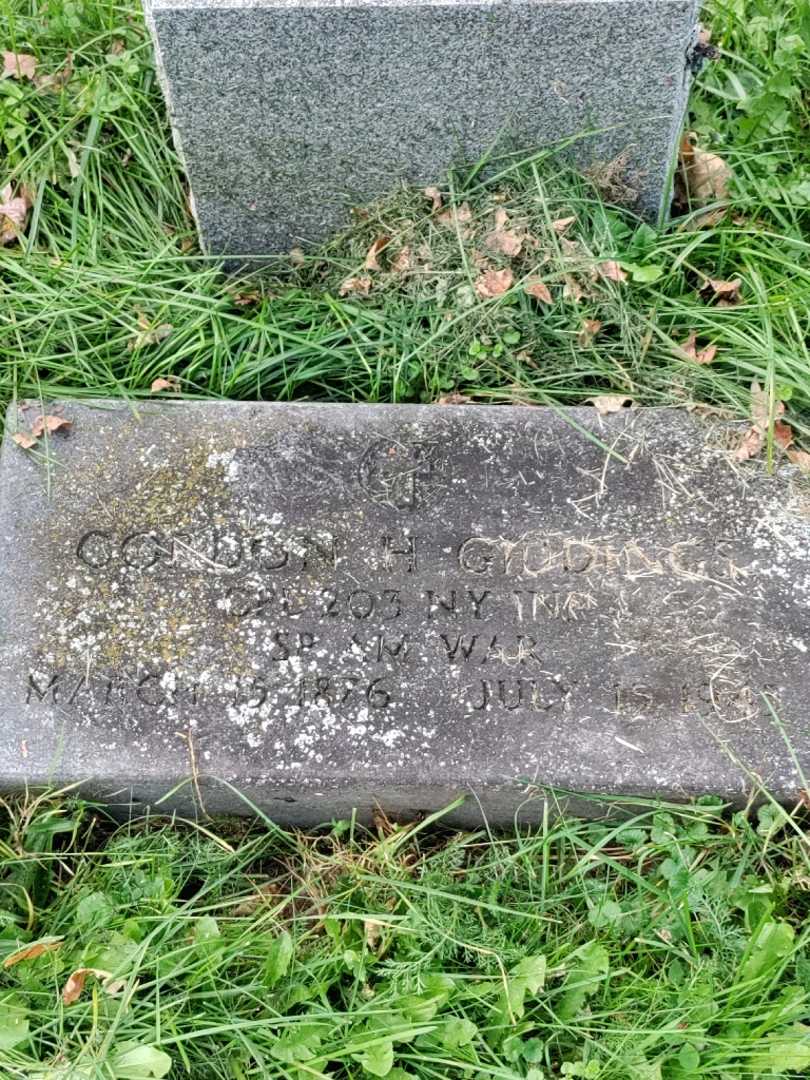 GORDON H GIDDINGS
CPL 203 NY INF
SP AM WAR
MARCH 15 1876 JULY 15